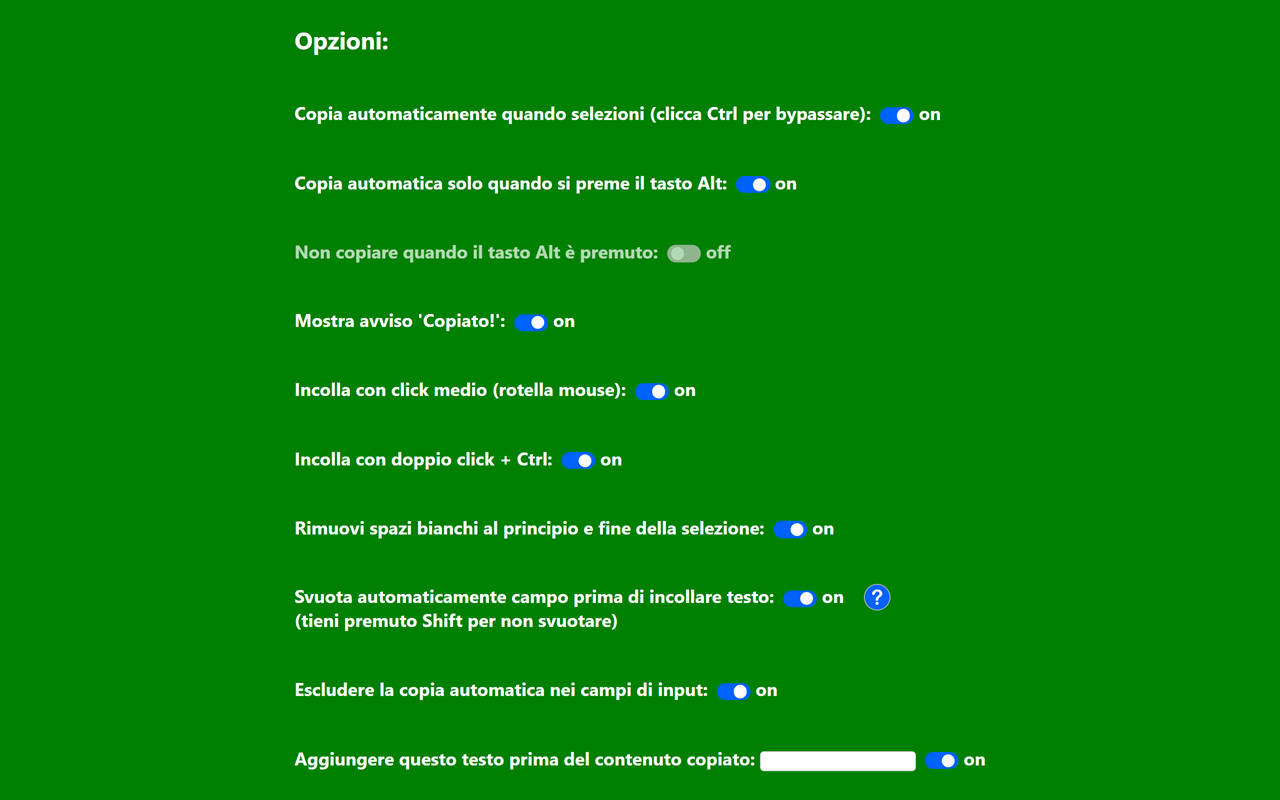 Opzioni:
Copia automaticamente quando selezioni (clicca Ctrl per bypassare): on
Copia automatica solo quando si preme il tasto Alt: on
Non copiare quando il tasto Alt è premuto: off
Mostra avviso 'Copiato!': on
Incolla con click medio (rotella mouse): on
Incolla con doppio click + Ctrl: on
Rimuovi spazi bianchi al principio e fine della selezione: on
Svuota automaticamente campo prima di incollare testo: on ?
(tieni premuto Shift per non svuotare)
Escludere la copia automatica nei campi di input: on
Aggiungere questo testo prima del contenuto copiato: on